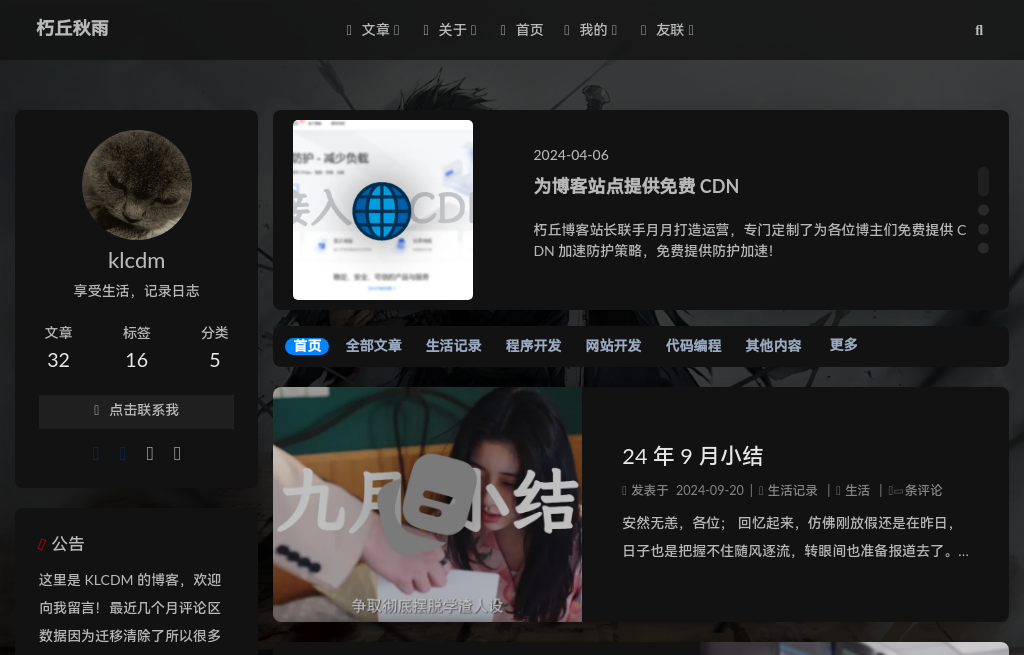 朽丘秋雨
文章
关于
首页
我的
友联
klcdm
享受生活，记录日志
文章 标签 分类
32 16 5
点击联系我
公告
这里是 KLCDM 的博客，欢迎
向我留言！最近几个月评论区
数据因为迁移清除了所以很多
防护 - 减少负载
接入 CD
2024-04-06
为博客站点提供免费 CDN
朽丘博客站长联手月月打造运营，专门定制了为各位博主们免费提供 C
DN 加速防护策略，免费提供防护加速！
首页 全部文章 生活记录 程序开发 网站开发 代码编程 其他内容 更多
九月小结
争取彻底摆脱学渣人设
24 年 9 月小结
发表于 2024-09-20 | 生活记录 | 生活 | 条评论
安然无恙，各位； 回忆起来，仿佛刚放假还是在昨日，
日子也是把握不住随风逐流，转眼间也准备报道去了。...